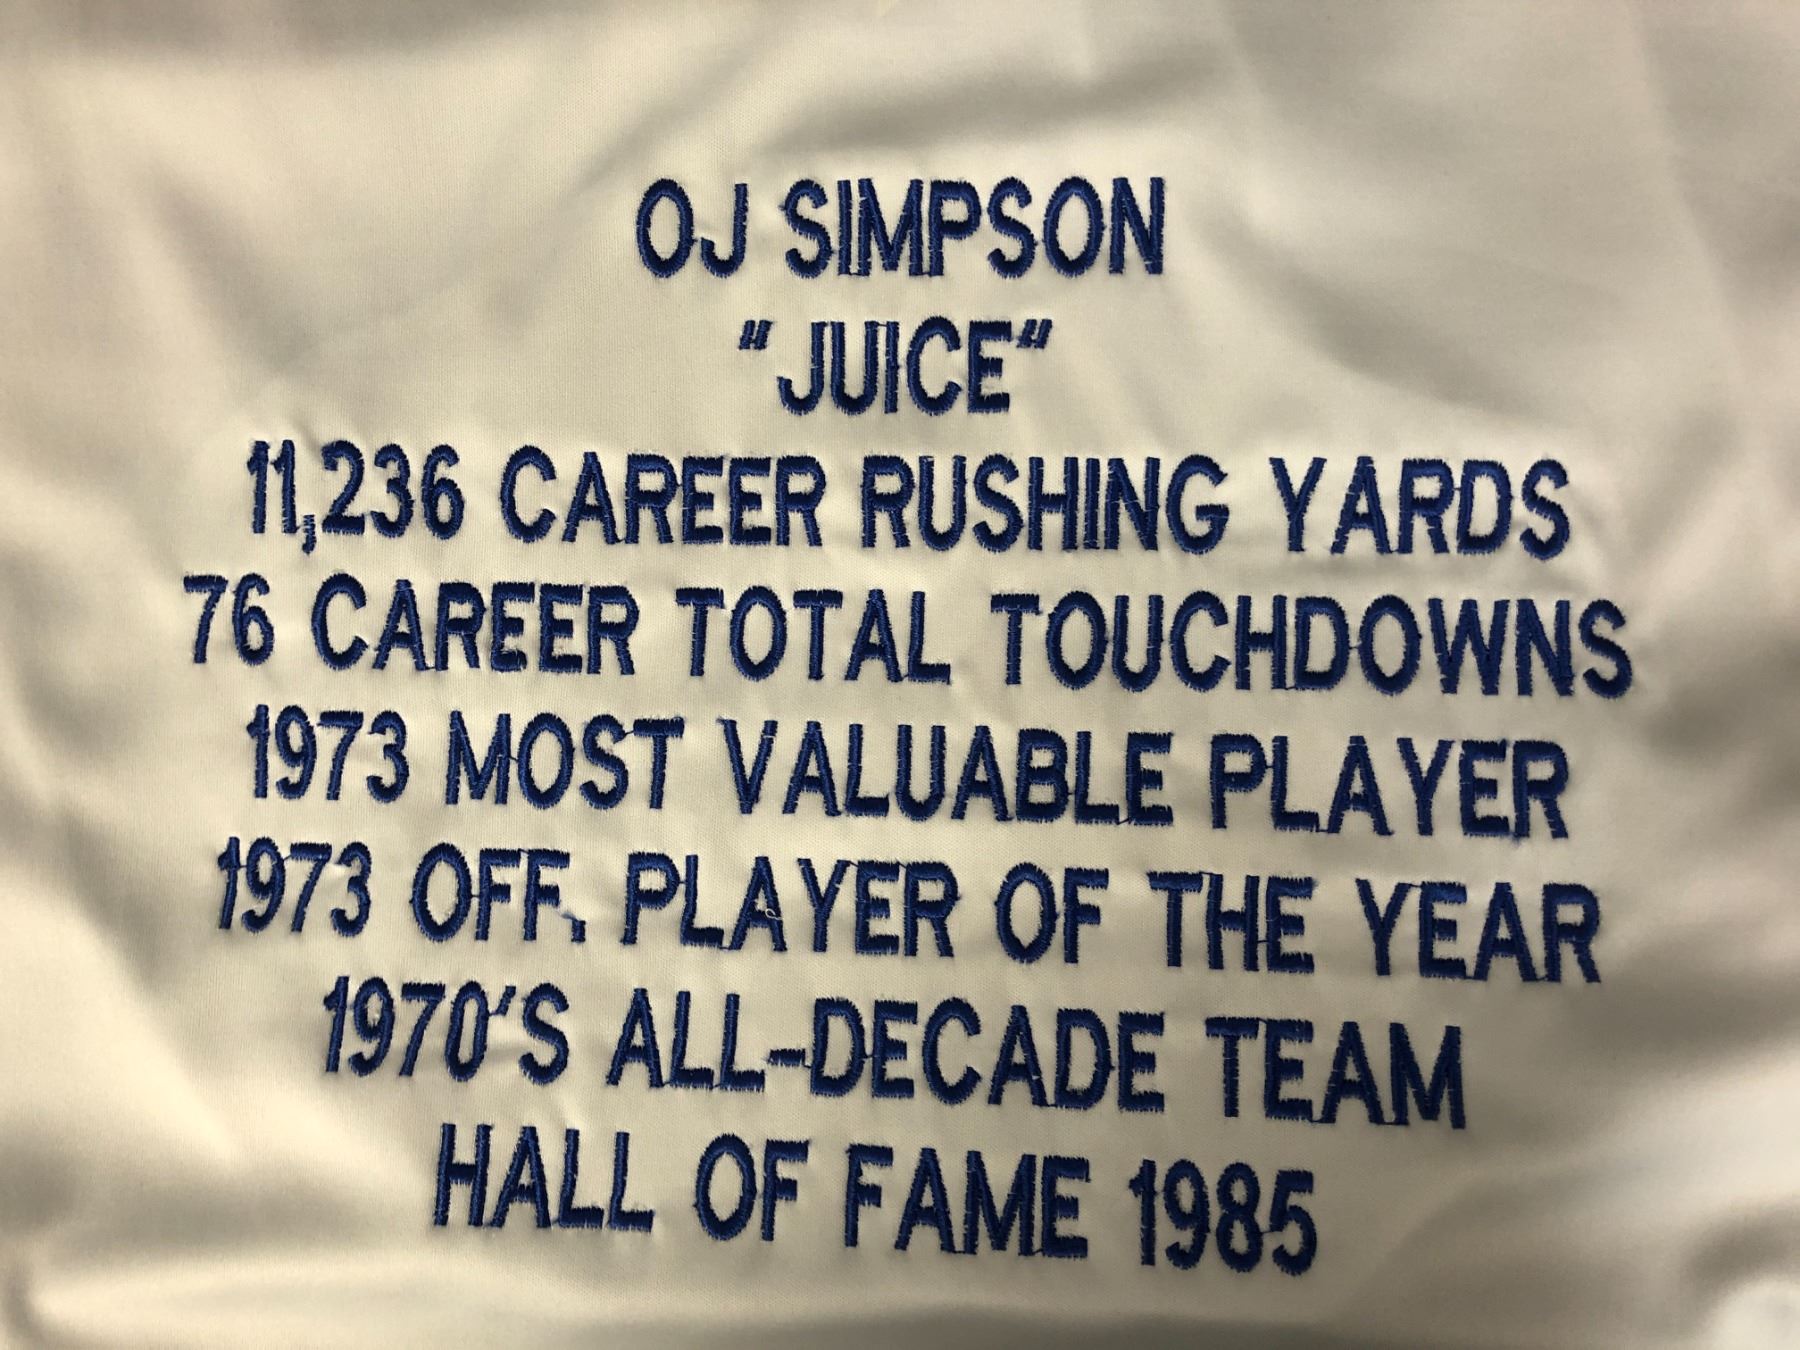 OJ SIMPSON
"JUICE"
11,236 CAREER RUSHING YARDS
76 CAREER TOTAL TOUCHDOWNS
1973 MOST VALUABLE PLAYER
1973 OFF. PLAYER OF THE YEAR
1970'S ALL-DECADE TEAM
HALL OF FAME 1985